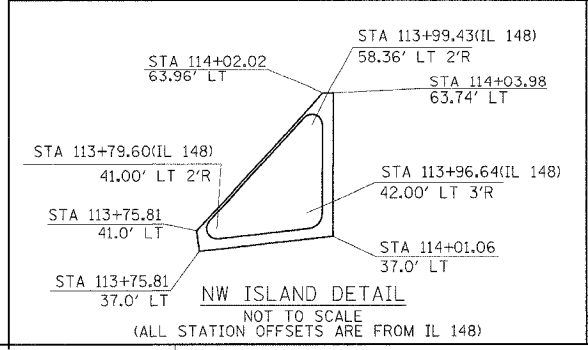 STA 113+99.43(IL 148)
58.36' LT 2'R
STA 114+02.02
63.96' LT
STA 114+03.98
63.74' LT
STA 113+79.60(IL 148)
41.00' LT 2'R
STA 113+96.64(IL 148)
42.00' LT 3'R
STA 113+75.81
41.0' LT
STA 114+01.06
37.0' LT
STA 113+75.81
37.0' LT
NW ISLAND DETAIL
NOT TO SCALE
(ALL STATION OFFSETS ARE FROM IL 148)